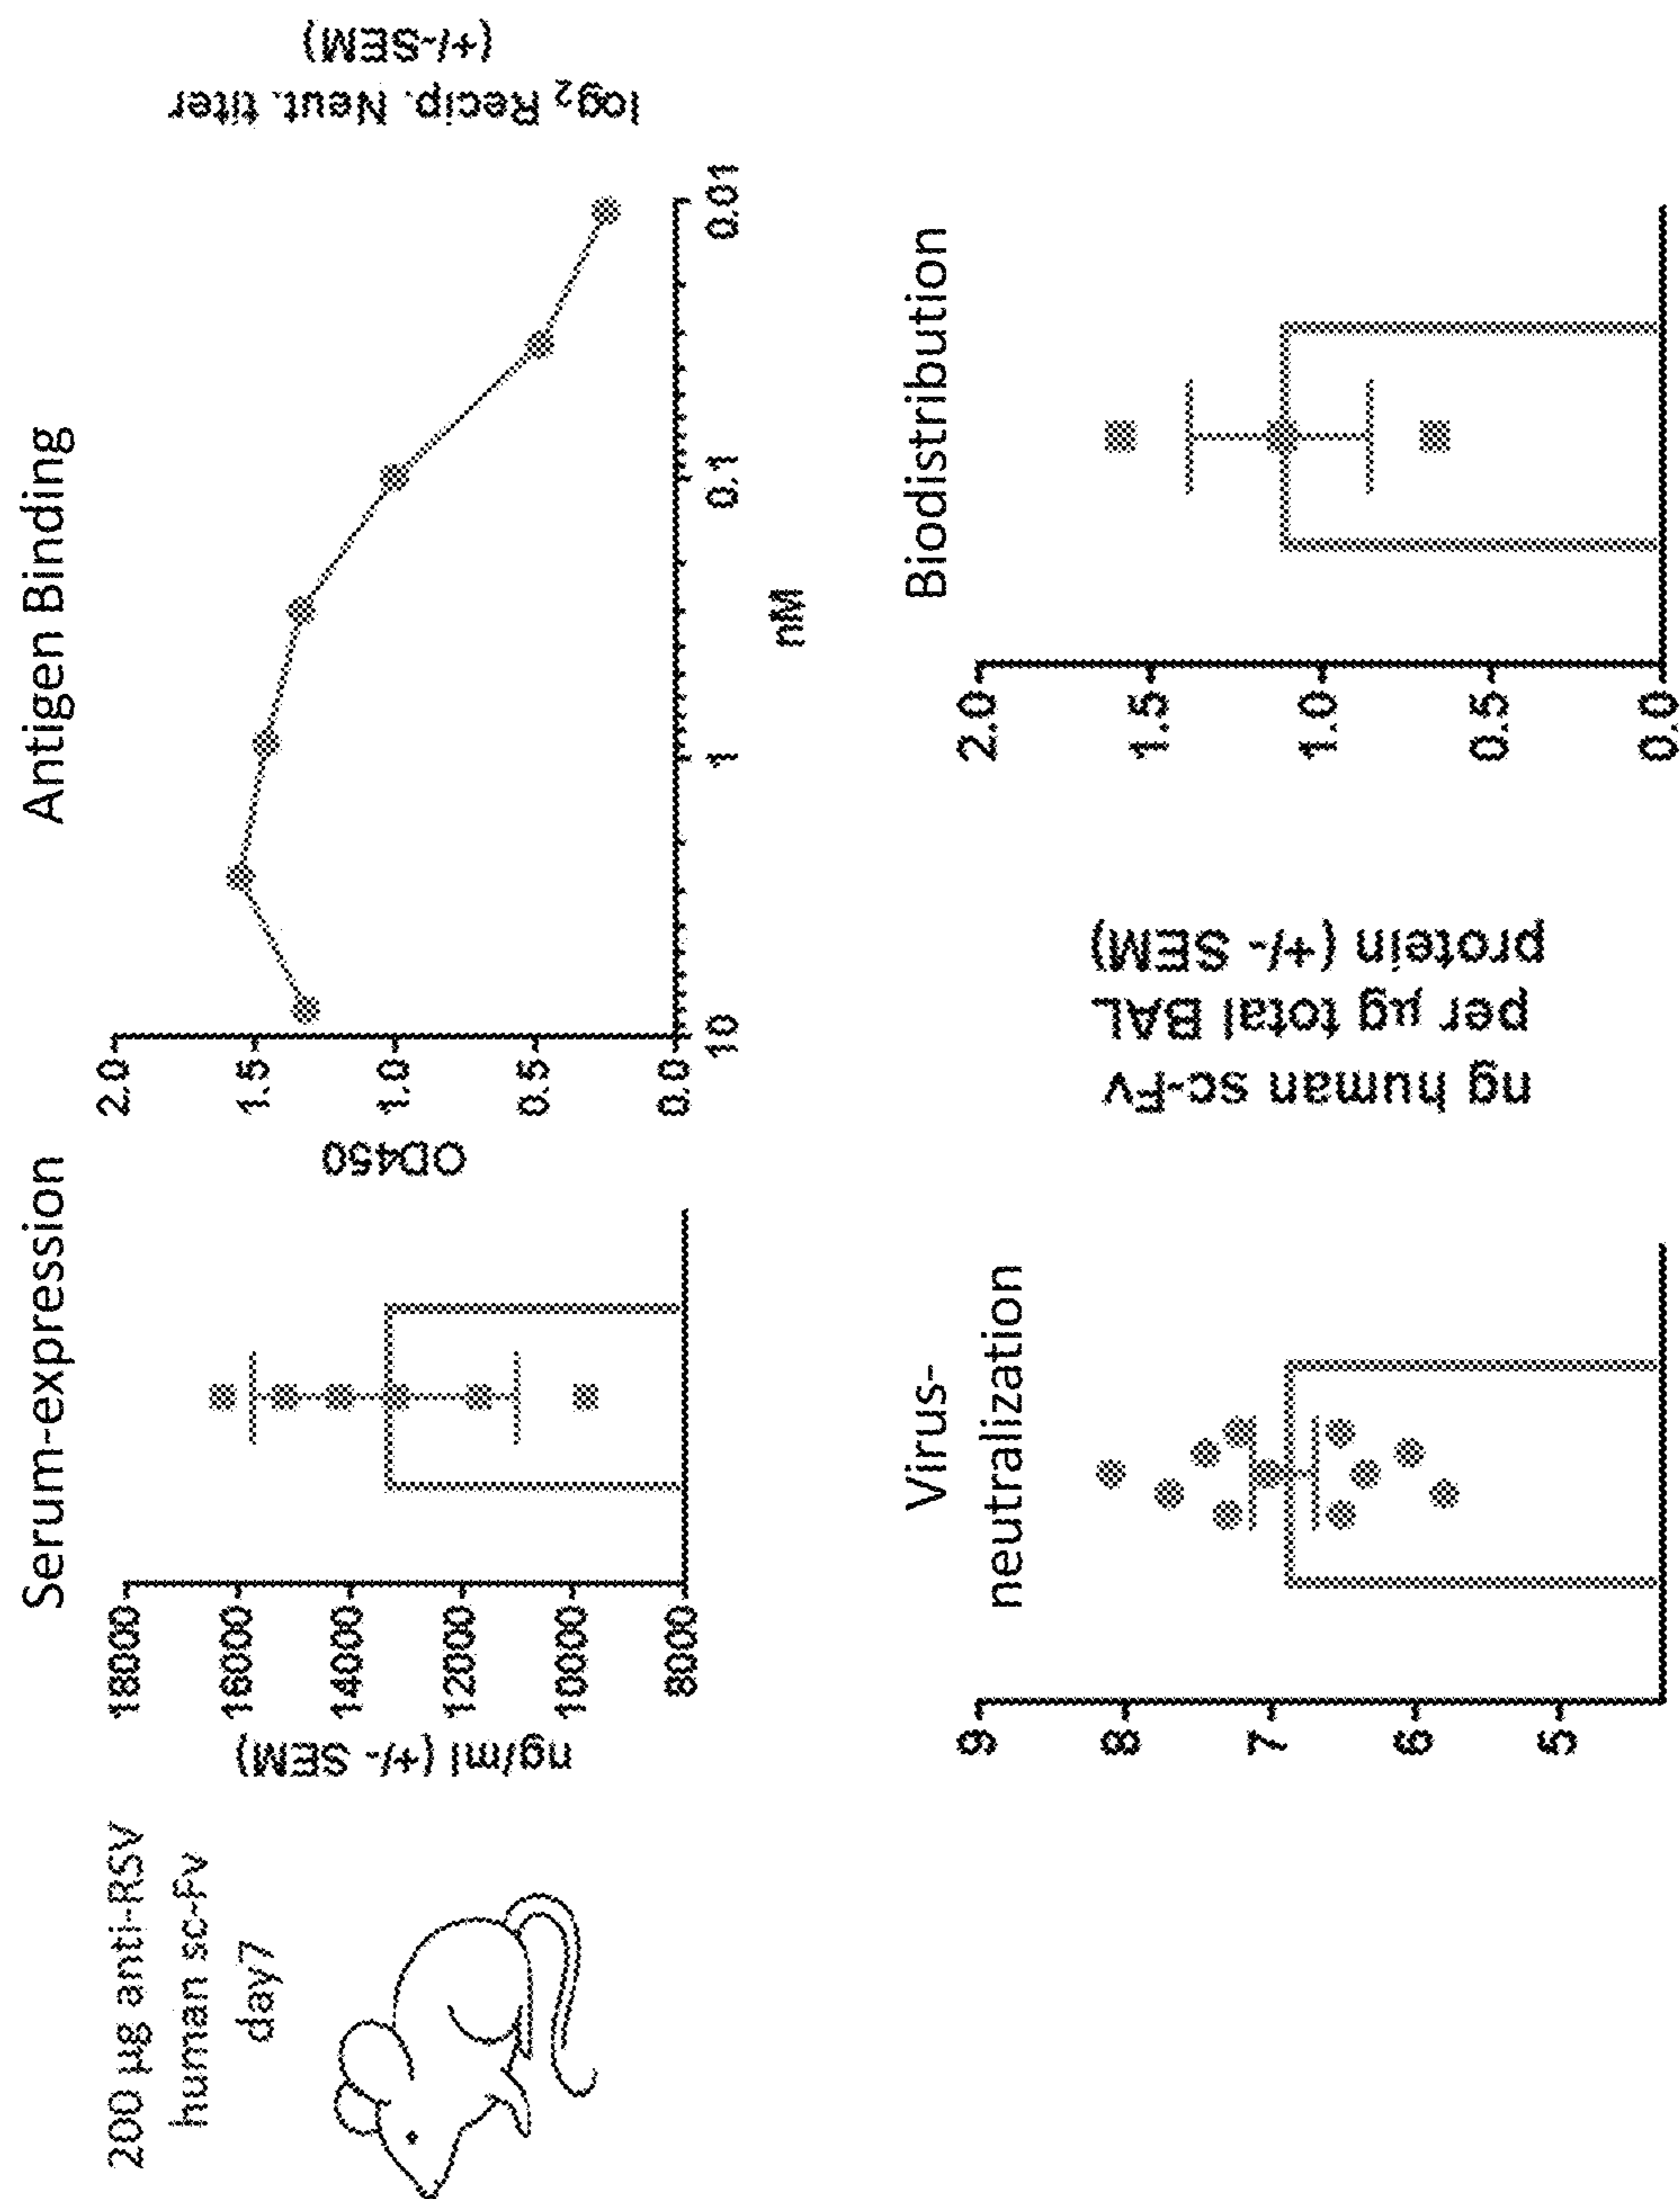 200 µg anti-RSV
human sc-Fv
day7
Serum-expression
ng/ml (+/- SEM)
18000
16000
14000
12000
10000
8000
Antigen Binding
OD450
2.0
1.5
1.0
0.5
0.0
10
1
0.1
0.01
nM
log₂ Recip. Neut. titer
(+/-SEM)
Virus-
neutralization
9
8
7
6
5
ng human sc-Fv
per µg total BAL
protein (+/- SEM)
Biodistribution
2.0
1.5
1.0
0.5
0.0